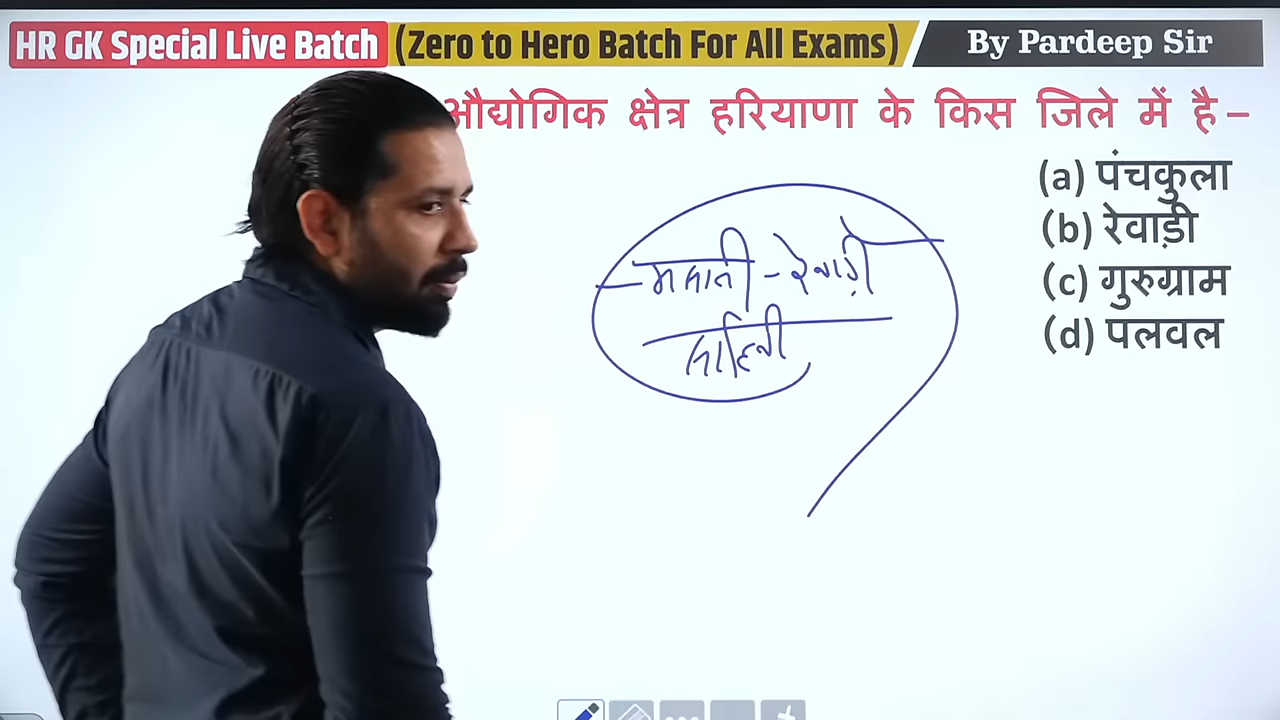 HR GK Special Live Batch (Zero to Hero Batch For All Exams) By Pardeep Sir
औद्योगिक क्षेत्र हरियाणा के किस जिले में है–
(a) पंचकुला
(b) रेवाड़ी
(c) गुरुग्राम
(d) पलवल
रेवाड़ी